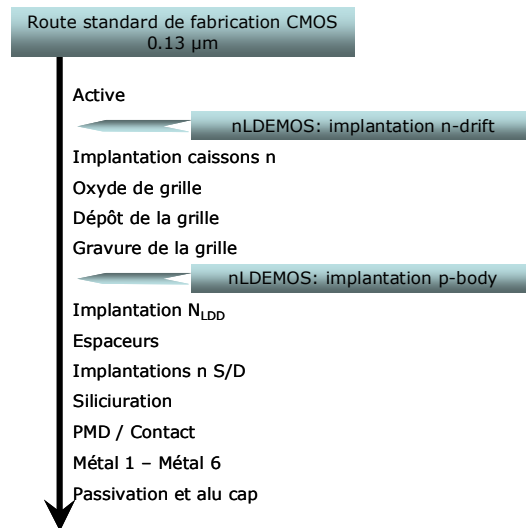 Route standard de fabrication CMOS
0.13 µm
Active
nLDEMOS: implantation n-drift
Implantation caissons n
Oxyde de grille
Dépôt de la grille
Gravure de la grille
nLDEMOS: implantation p-body
Implantation NLDD
Espaceurs
Implantations n S/D
Siliciuration
PMD / Contact
Métal 1 – Métal 6
Passivation et alu cap